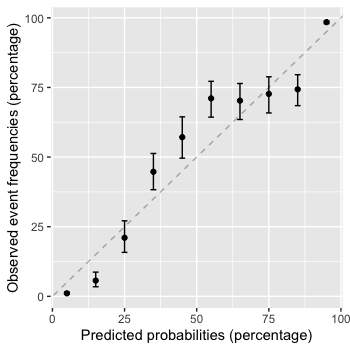 Observed event frequencies (percentage)
100
75
50
25
0
0 25 50 75 100
Predicted probabilities (percentage)